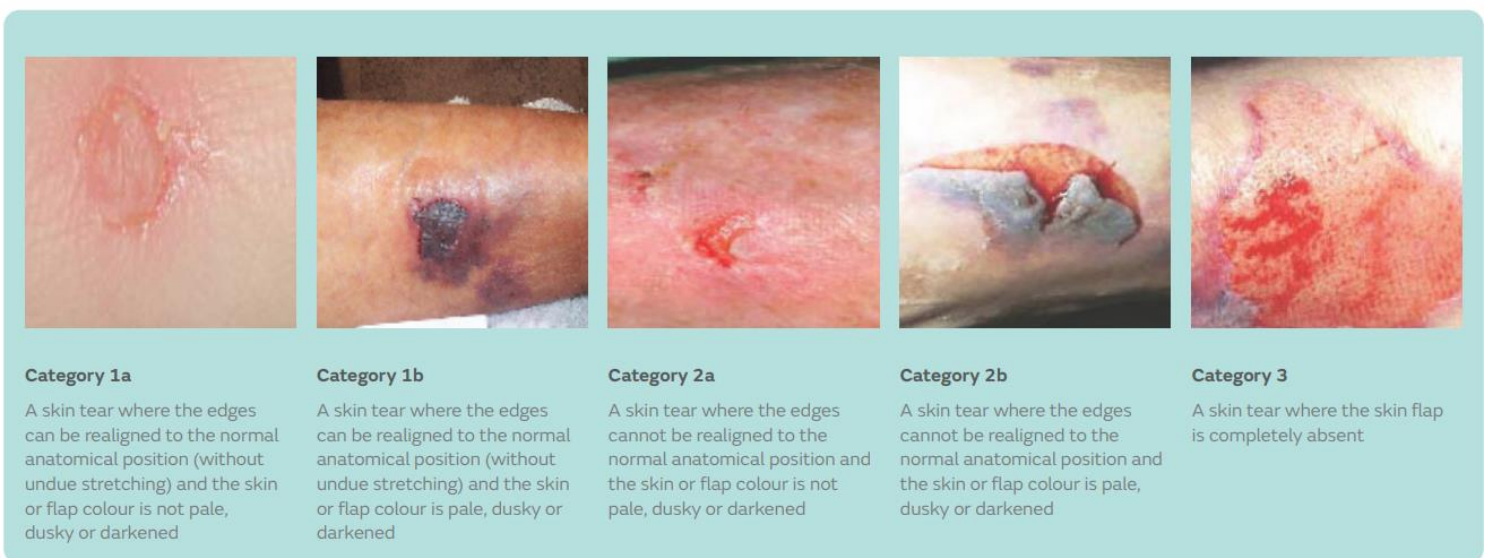 Category 1a
A skin tear where the edges
can be realigned to the normal
anatomical position (without
undue stretching) and the skin
or flap colour is not pale,
dusky or darkened
Category 1b
A skin tear where the edges
can be realigned to the normal
anatomical position (without
undue stretching) and the skin
or flap colour is pale, dusky or
darkened
Category 2a
A skin tear where the edges
cannot be realigned to the
normal anatomical position and
the skin or flap colour is not
pale, dusky or darkened
Category 2b
A skin tear where the edges
cannot be realigned to the
normal anatomical position and
the skin or flap colour is pale,
dusky or darkened
Category 3
A skin tear where the skin flap
is completely absent